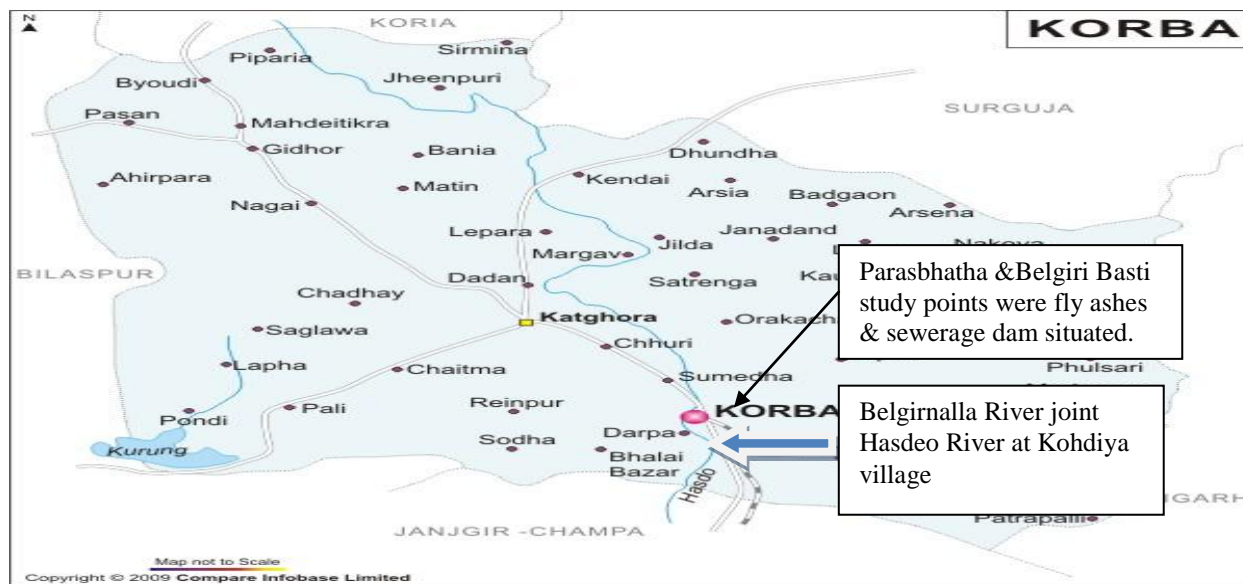 N
KORIA
KORBA
Piparia
Sirmina
Byoudi
Jheenpuri
Pasan
SURGUJA
Mahdeitikra
Gidhor
Bania
Dhundha
Ahirpara
Matin
Kendai
Arsia
Badgaon
Arsena
Nagai
Lepara
Janadand
Jilda
Margav
BILASPUR
Dadan
Satrenga
Chadhay
Parasbhatha &Belgiri Basti
study points were fly ashes
& sewerage dam situated.
Katghora
Saglawa
Chhuri
Lapha
Chaitma
Sumedha
Phulsari
Pondi
Pali
Reinpur
KORBA
Darpa
Belgirnalla River joint
Hasdeo River at Kohdiya
village
Kurung
Sodha
Bhalai
Bazar
Hasdo
JANJGIR -CHAMPA
Patrapalli
Map not to Scale
Copyright © 2009 Compare Infobase Limited